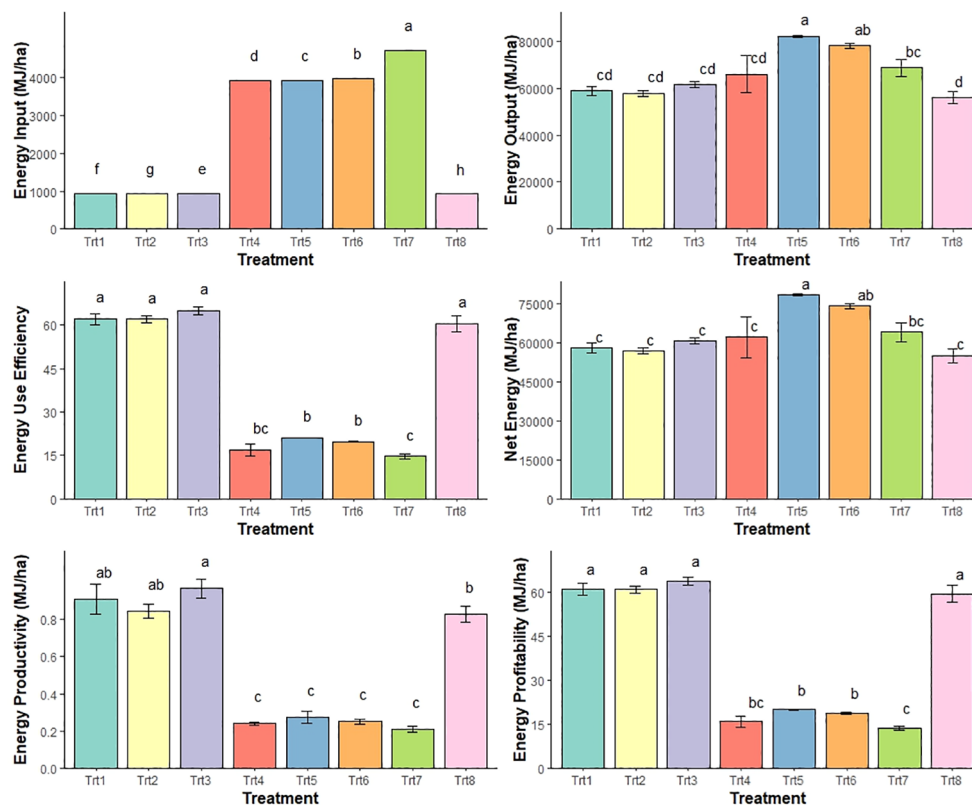 Energy Input (MJ/ha)
4000
3000
2000
1000
0
f
g
e
d
c
b
a
h
Trt1 Trt2 Trt3 Trt4 Trt5 Trt6 Trt7 Trt8
Treatment
Energy Output (MJ/ha)
80000
60000
40000
20000
0
cd
cd
cd
cd
a
ab
bc
d
Trt1 Trt2 Trt3 Trt4 Trt5 Trt6 Trt7 Trt8
Treatment
Energy Use Efficiency
60
45
30
15
0
a
a
a
bc
b
b
c
a
Trt1 Trt2 Trt3 Trt4 Trt5 Trt6 Trt7 Trt8
Treatment
Net Energy (MJ/ha)
75000
60000
45000
30000
15000
0
c
c
c
c
a
ab
bc
c
Trt1 Trt2 Trt3 Trt4 Trt5 Trt6 Trt7 Trt8
Treatment
Energy Productivity (MJ/ha)
0.8
0.6
0.4
0.2
0.0
ab
ab
a
c
c
c
c
b
Trt1 Trt2 Trt3 Trt4 Trt5 Trt6 Trt7 Trt8
Treatment
Energy Profitability (MJ/ha)
60
45
30
15
0
a
a
a
bc
b
b
c
a
Trt1 Trt2 Trt3 Trt4 Trt5 Trt6 Trt7 Trt8
Treatment